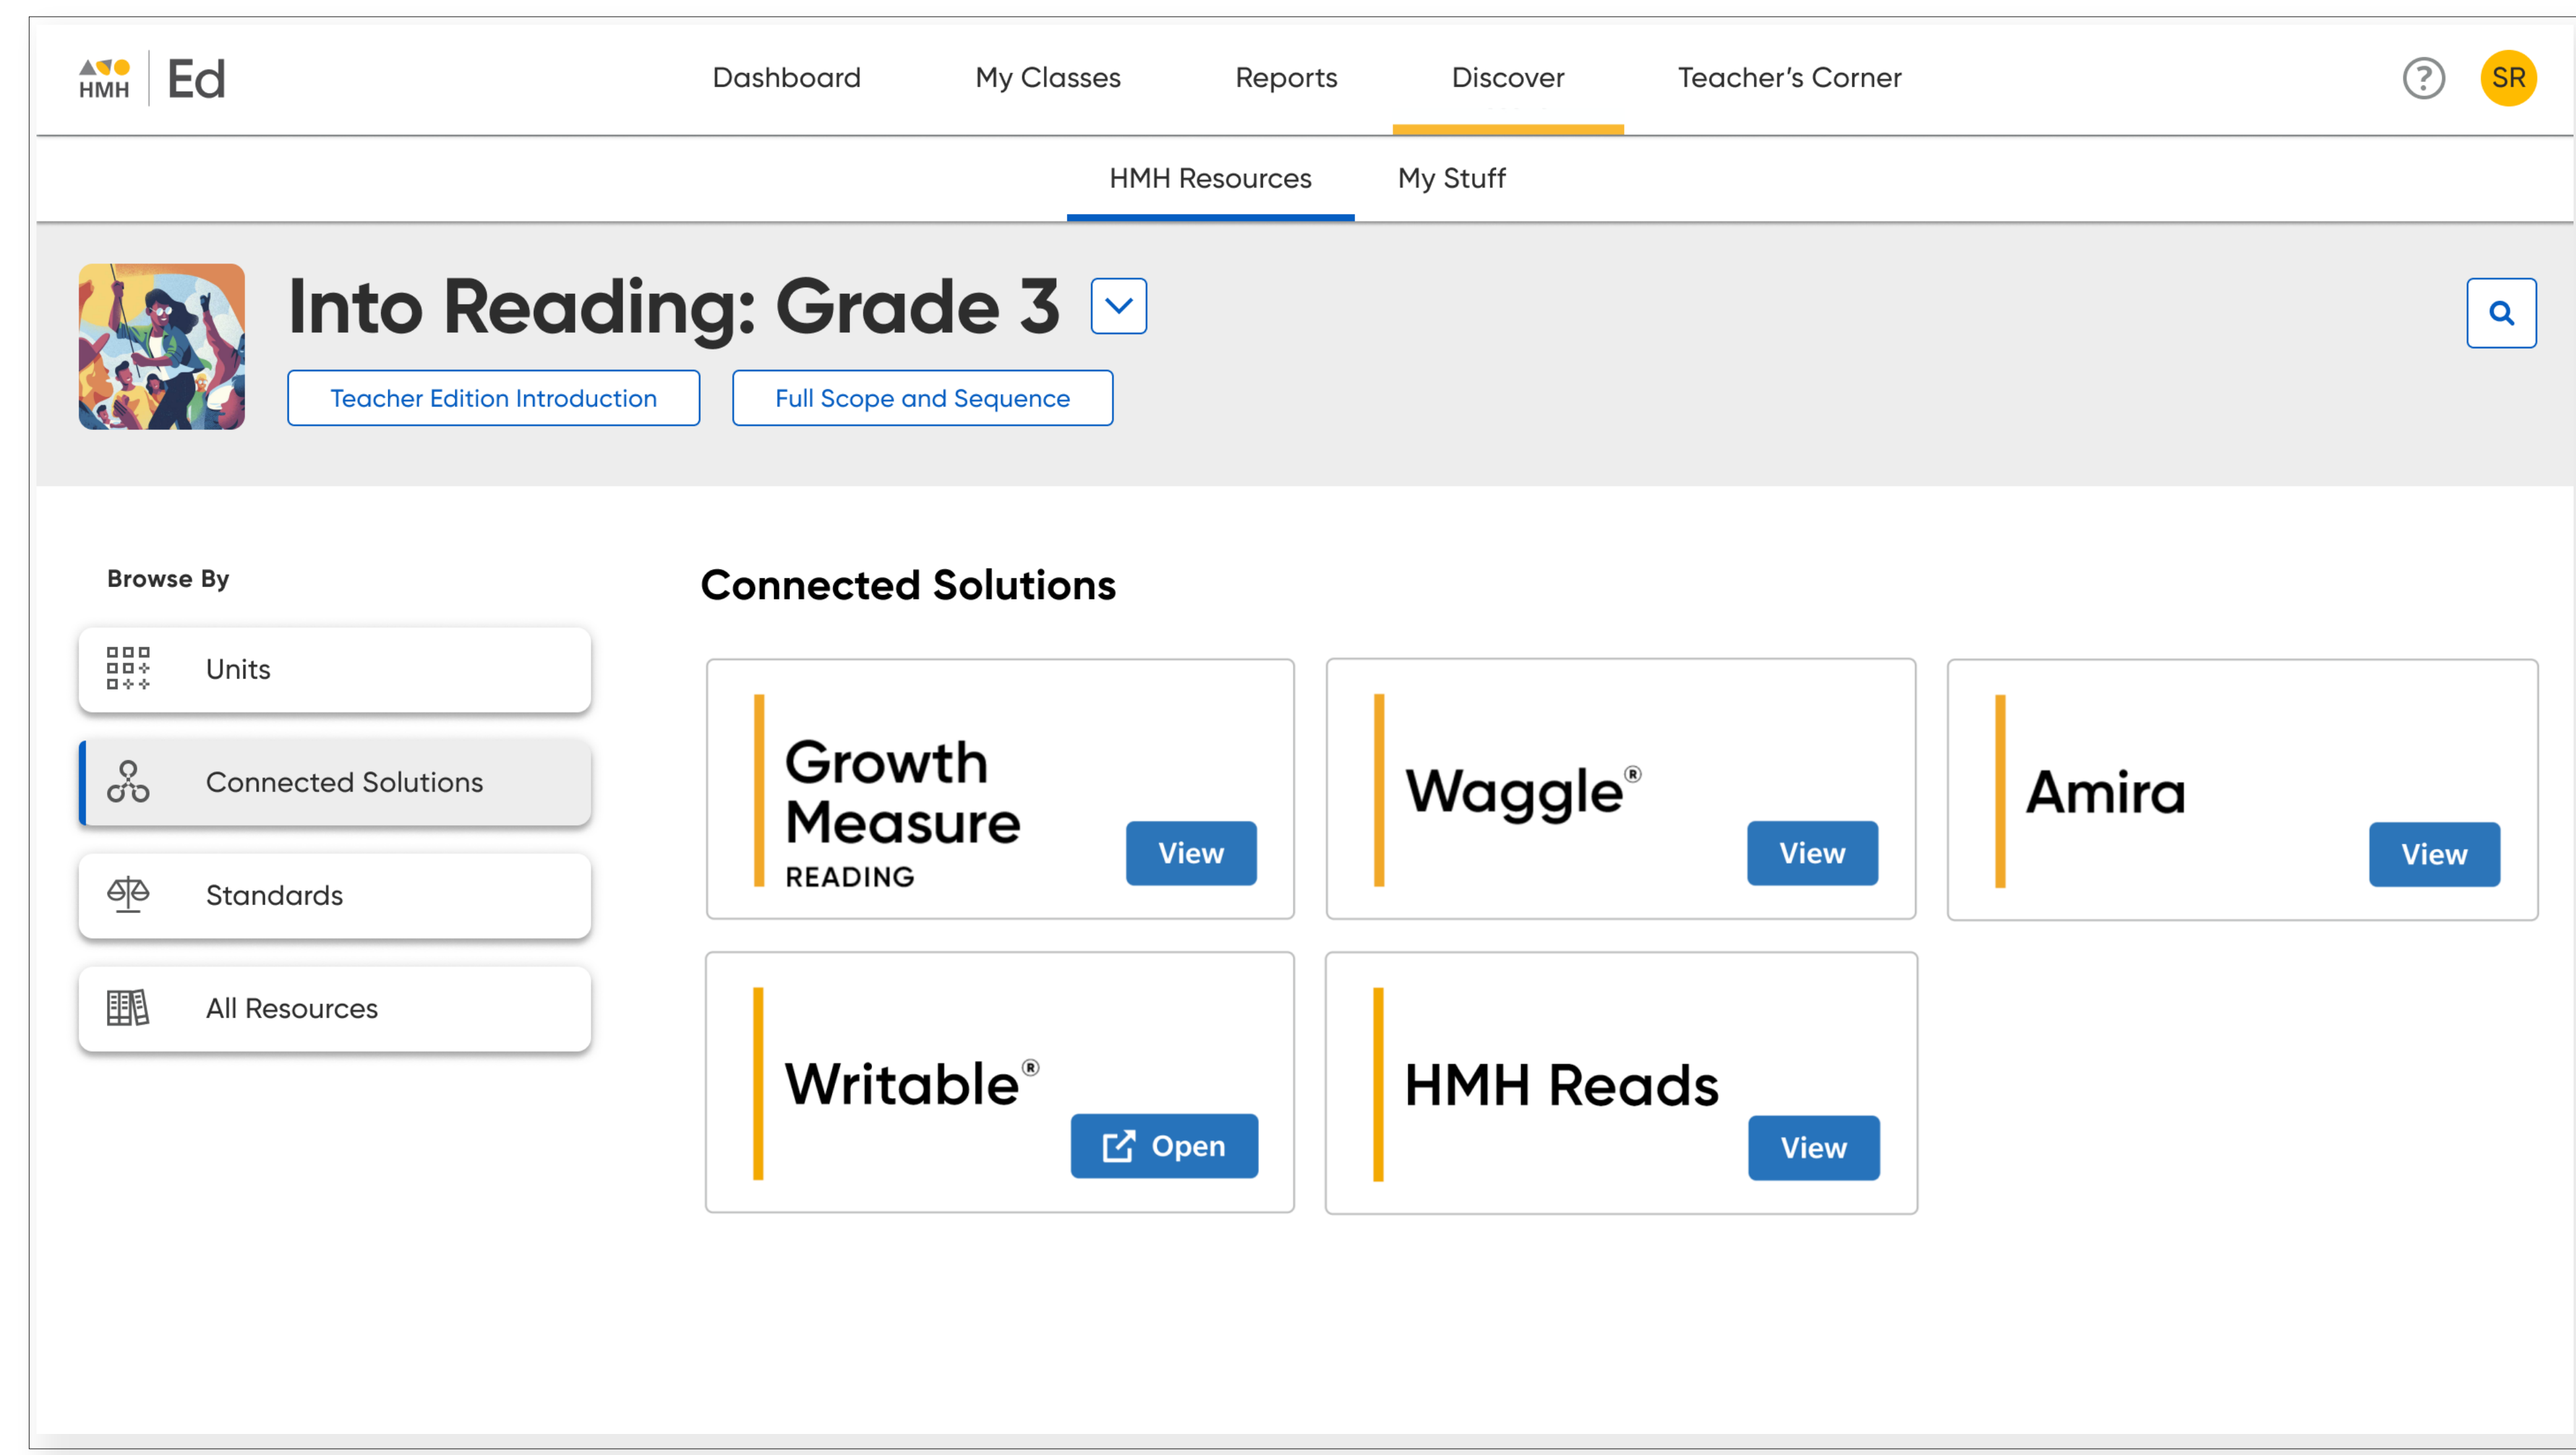 HMH
Ed
Dashboard
My Classes
Reports
Discover
Teacher's Corner
?
SR
HMH Resources
My Stuff
Into Reading: Grade 3
Teacher Edition Introduction
Full Scope and Sequence
Browse By
Units
Connected Solutions
Standards
All Resources
Connected Solutions
Growth
Measure
READING
View
Waggle®
View
Amira
View
Writable®
Open
HMH Reads
View